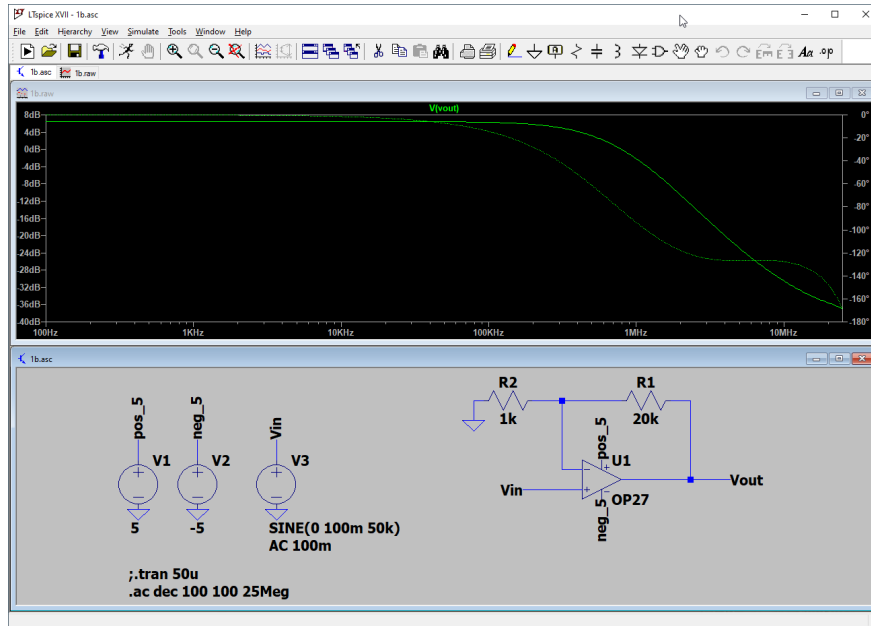 LTspice XVII - 1b.asc
File Edit Hierarchy View Simulate Tools Window Help
Aa .op
1b.asc 1b.raw
1b.raw
V(vout)
8dB 0°
4dB -20°
0dB -40°
-4dB -60°
-8dB
-12dB -80°
-16dB -100°
-20dB -120°
-24dB
-28dB -140°
-32dB -160°
-36dB
-40dB -180°
100Hz 1KHz 10KHz 100KHz 1MHz 10MHz
1b.asc
pos_5 neg_5 Vin
V1 V2 V3
5 -5 SINE(0 100m 50k)
AC 100m
;.tran 50u
.ac dec 100 100 25Meg
R2 R1
1k 20k
pos_5
U1
Vin Vout
OP27
neg_5